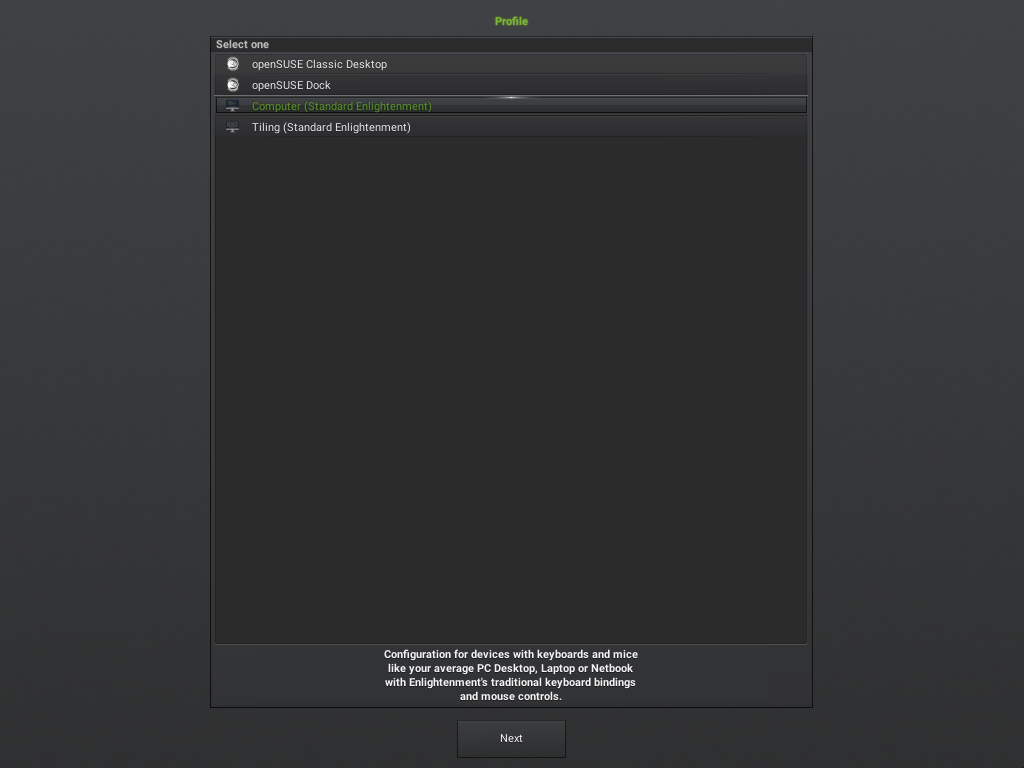 Profile
Select one
openSUSE Classic Desktop
openSUSE Dock
Computer (Standard Enlightenment)
Tiling (Standard Enlightenment)
Configuration for devices with keyboards and mice
like your average PC Desktop, Laptop or Netbook
with Enlightenment's traditional keyboard bindings
and mouse controls.
Next